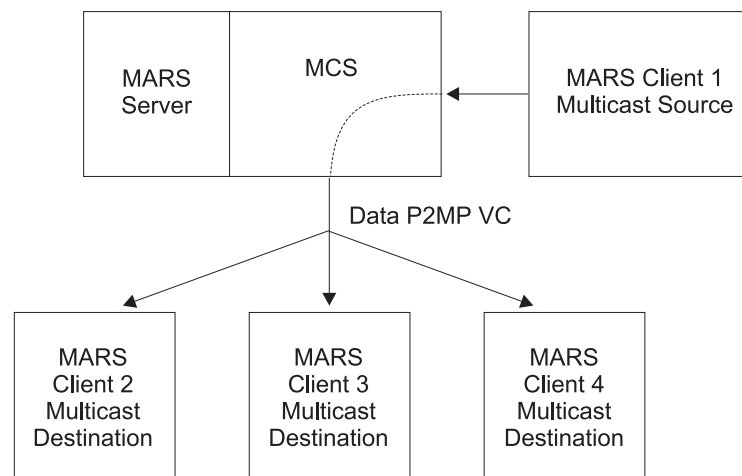 MARS
Server
MCS
MARS Client 1
Multicast Source
Data P2MP VC
MARS
Client 2
Multicast
Destination
MARS
Client 3
Multicast
Destination
MARS
Client 4
Multicast
Destination